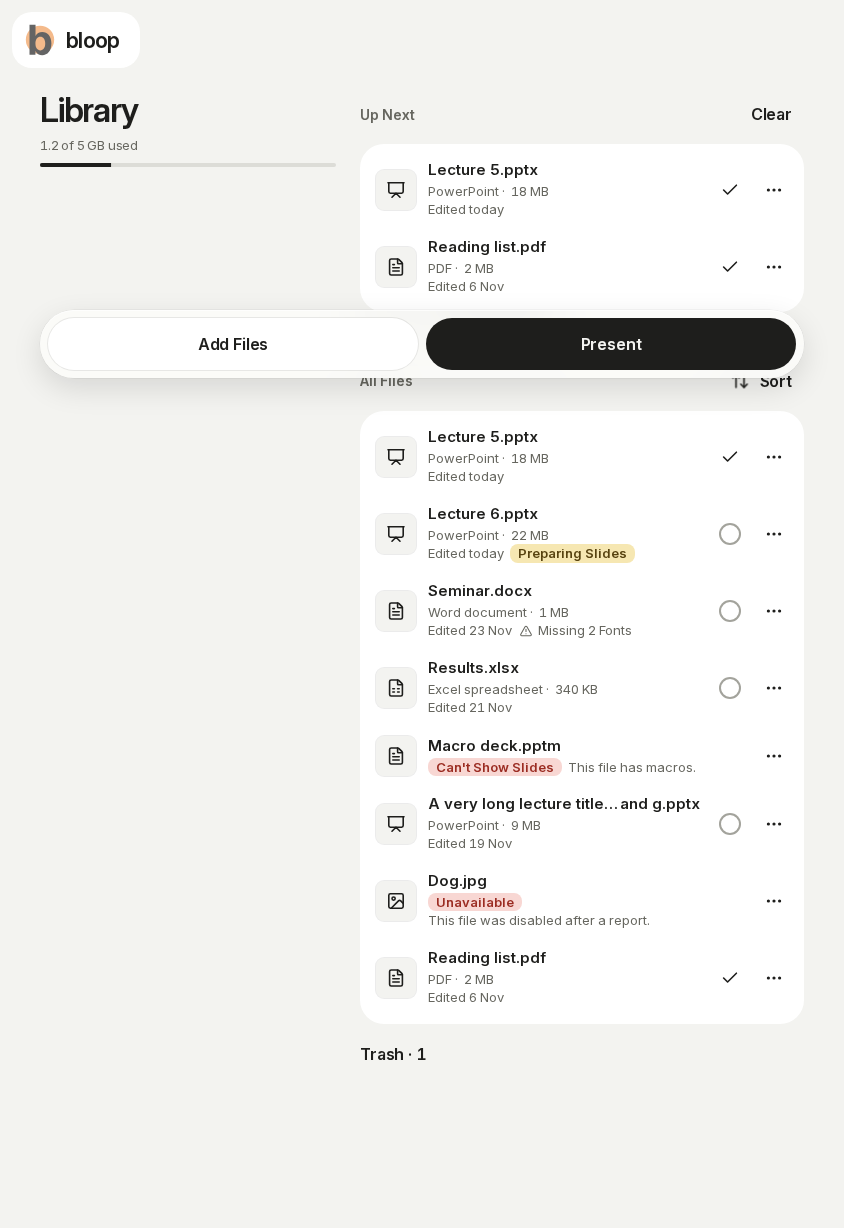 bloop
Library
1.2 of 5 GB used
Up Next
Clear
Lecture 5.pptx
PowerPoint · 18 MB
Edited today
Reading list.pdf
PDF · 2 MB
Edited 6 Nov
Add Files
Present
All Files
Sort
Lecture 5.pptx
PowerPoint · 18 MB
Edited today
Lecture 6.pptx
PowerPoint · 22 MB
Edited today Preparing Slides
Seminar.docx
Word document · 1 MB
Edited 23 Nov Missing 2 Fonts
Results.xlsx
Excel spreadsheet · 340 KB
Edited 21 Nov
Macro deck.pptm
Can't Show Slides This file has macros.
A very long lecture title…and g.pptx
PowerPoint · 9 MB
Edited 19 Nov
Dog.jpg
Unavailable
This file was disabled after a report.
Reading list.pdf
PDF · 2 MB
Edited 6 Nov
Trash · 1